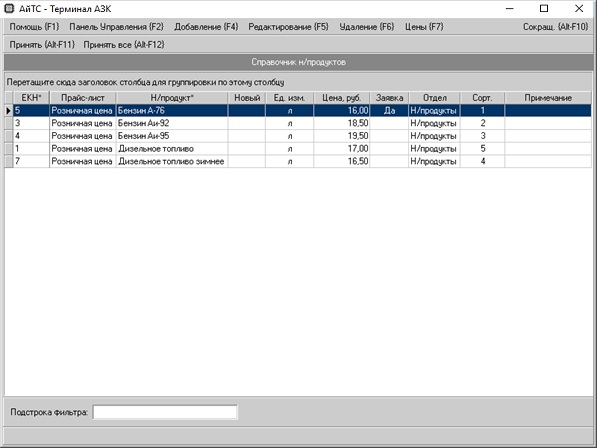 АйТС - Терминал АЗК
Помощь (F1) Панель Управления (F2) Добавление (F4) Редактирование (F5) Удаление (F6) Цены (F7) Сокращ. (Alt-F10)
Принять (Alt-F11) Принять все (Alt-F12)
Справочник н/продуктов
Перетащите сюда заголовок столбца для группировки по этому столбцу
ЕКН* Прайс-лист Н/продукт* Новый Ед. изм. Цена, руб. Заявка Отдел Сорт. Примечание
5 Розничная цена Бензин А-76 л 16,00 Да Н/продукты 1
3 Розничная цена Бензин Аи-92 л 18,50 Н/продукты 2
4 Розничная цена Бензин Аи-95 л 19,50 Н/продукты 3
1 Розничная цена Дизельное топливо л 17,00 Н/продукты 5
7 Розничная цена Дизельное топливо зимнее л 16,50 Н/продукты 4
Подстрока фильтра: